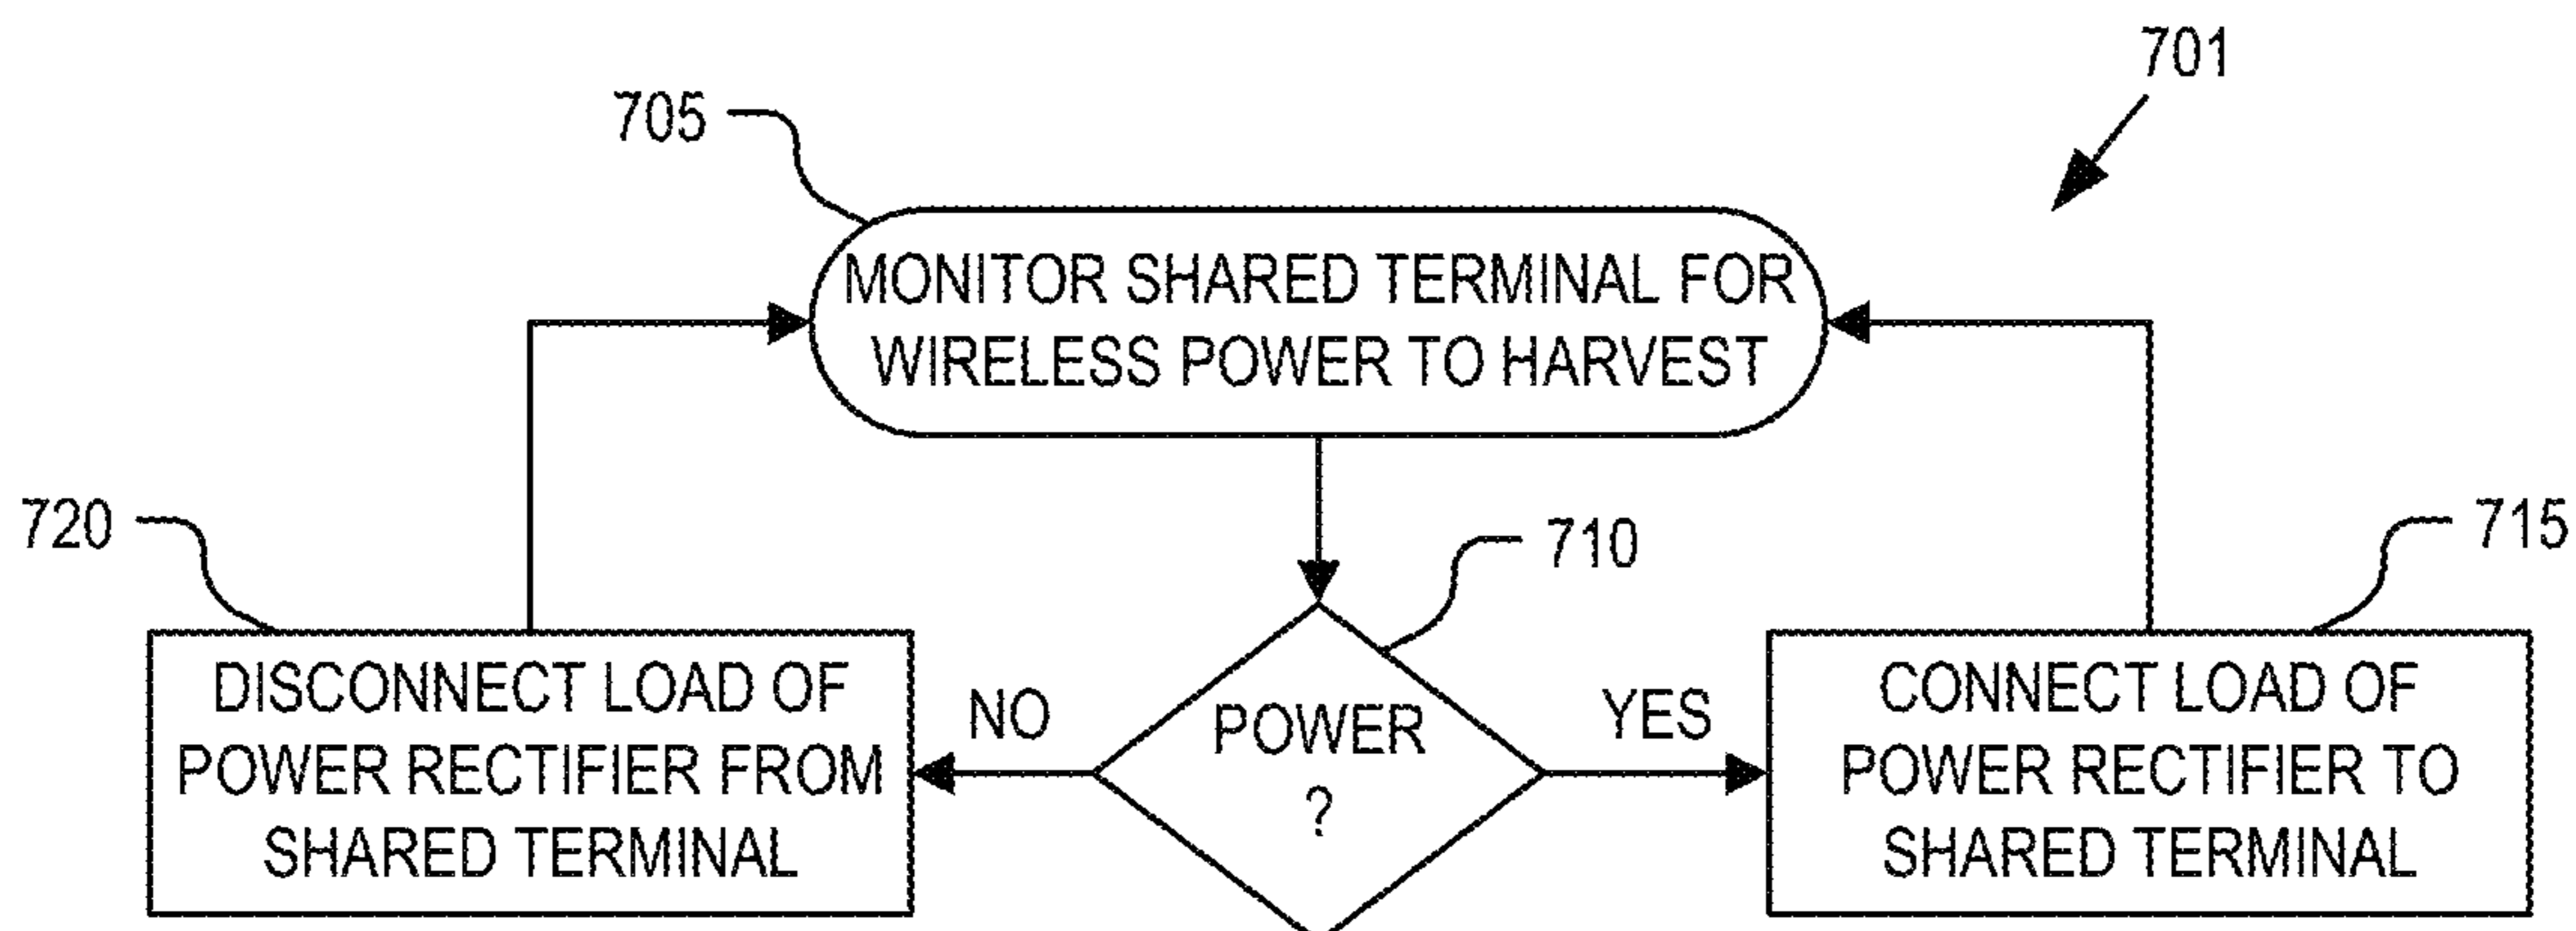 701
705
MONITOR SHARED TERMINAL FOR
WIRELESS POWER TO HARVEST
720
710
715
DISCONNECT LOAD OF
POWER RECTIFIER FROM
SHARED TERMINAL
NO
POWER
?
YES
CONNECT LOAD OF
POWER RECTIFIER TO
SHARED TERMINAL